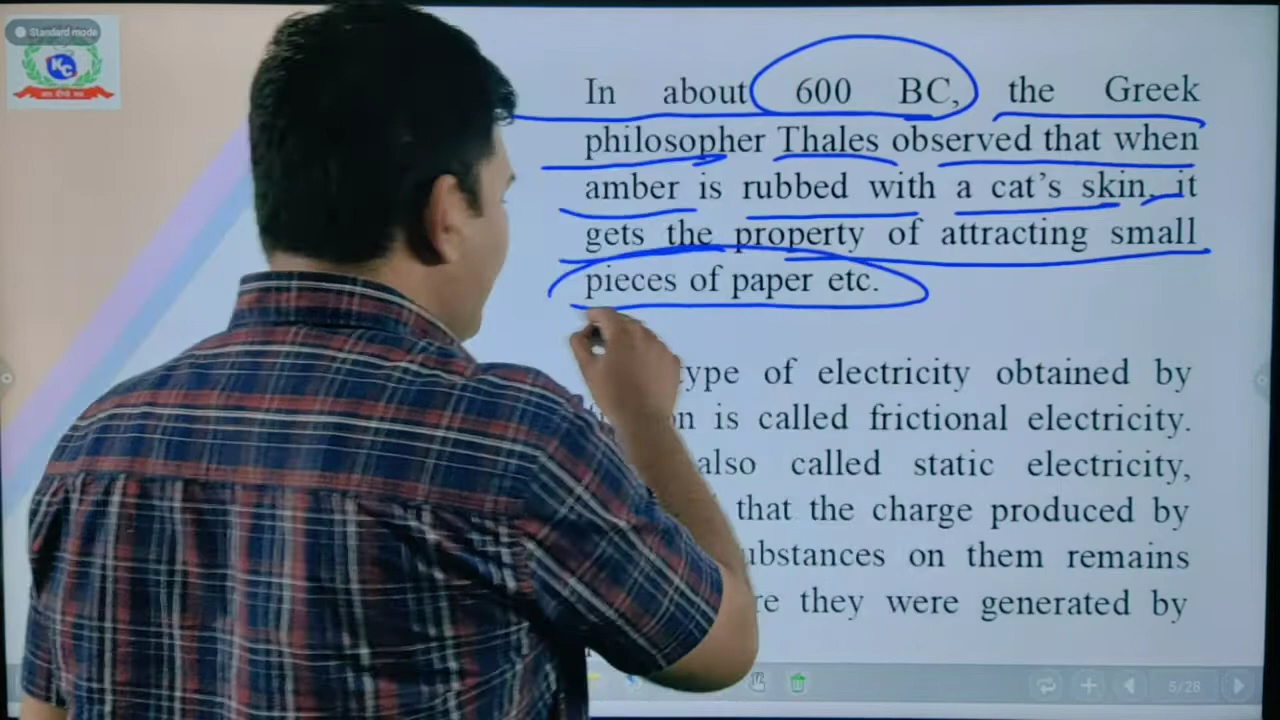 Standard mode
KC
In about 600 BC, the Greek
philosopher Thales observed that when
amber is rubbed with a cat's skin, it
gets the property of attracting small
pieces of paper etc.
type of electricity obtained by
is called frictional electricity.
also called static electricity,
that the charge produced by
on them remains
they were generated by
5/28